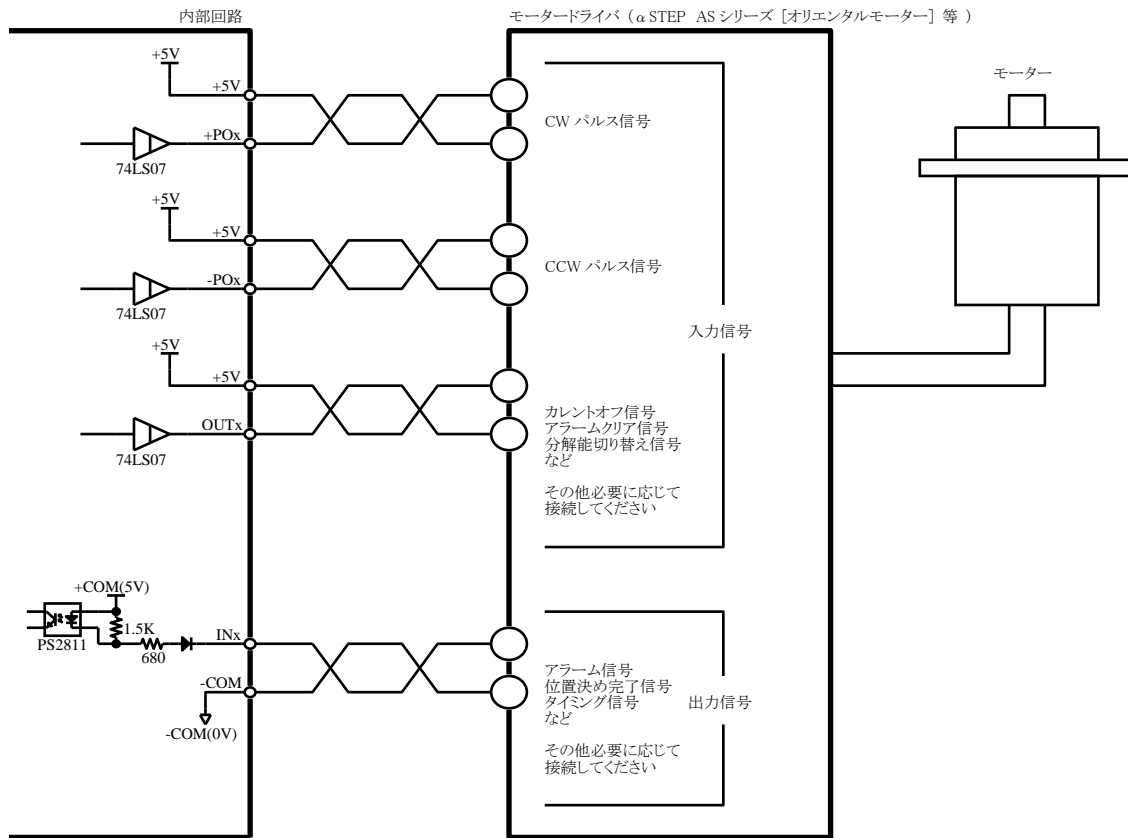 内部回路
モータードライバ（α STEP AS シリーズ [オリエンタルモーター] 等 ）
モーター
+5V
+5V
+POx
74LS07
CW パルス信号
+5V
+5V
-POx
74LS07
CCW パルス信号
入力信号
+5V
+5V
OUTx
74LS07
カレントオフ信号
アラームクリア信号
分解能切り替え信号
など
その他必要に応じて
接続してください
+COM(5V)
1.5K
PS2811
680
INx
-COM
-COM(0V)
アラーム信号
位置決め完了信号
タイミング信号
など
出力信号
その他必要に応じて
接続してください